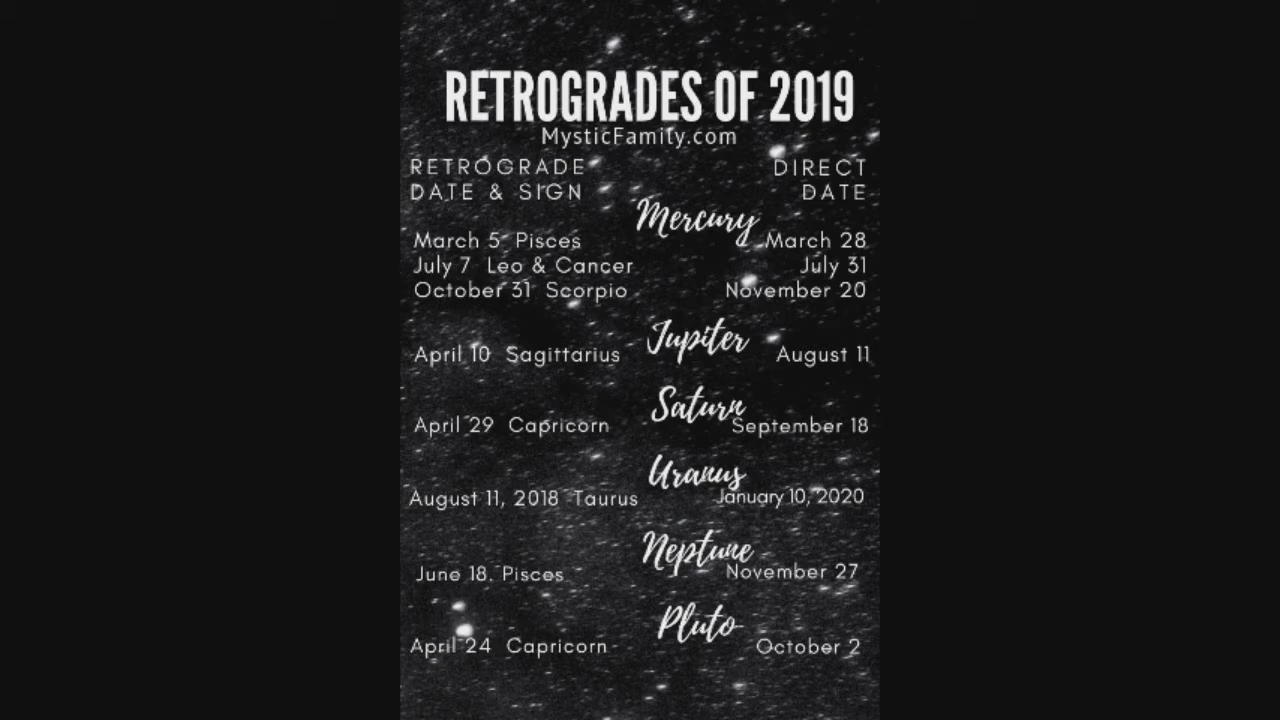 RETROGRADES OF 2019
MysticFamily.com
RETROGRADE DIRECT
DATE & SIGN DATE
Mercury
March 5 Pisces March 28
July 7 Leo & Cancer July 31
October 31 Scorpio November 20
Jupiter
April 10 Sagittarius August 11
Saturn
April 29 Capricorn September 18
Uranus
August 11, 2018 Taurus January 10, 2020
Neptune
June 18. Pisces November 27
Pluto
April 24 Capricorn October 2